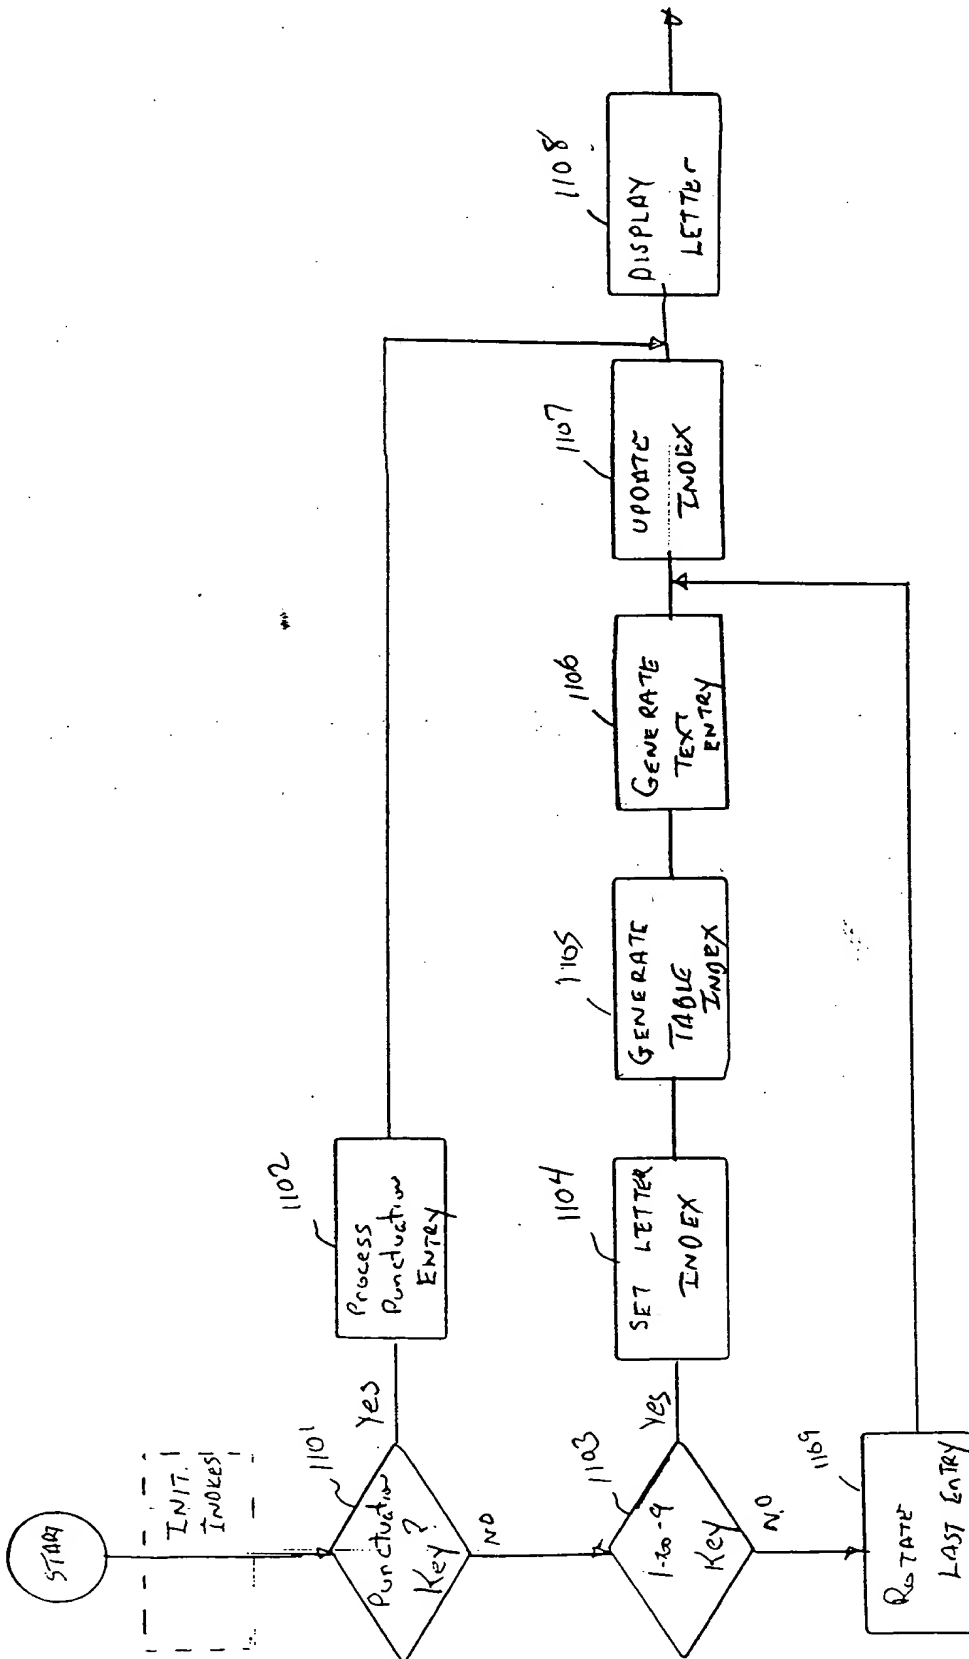 START
INIT.
INDXES
1101
Punctuation
Key?
Yes
NO
1102
Process
Punctuation
ENTRY
1103
1-to-9
Key
Yes
NO
1104
SET LETTER
INDEX
1105
GENERATE
TABLE
INDEX
1106
GENERATE
TEXT
ENTRY
1107
UPDATE
INDEX
1108
DISPLAY
LETTER
1109
ROTATE
LAST ENTRY